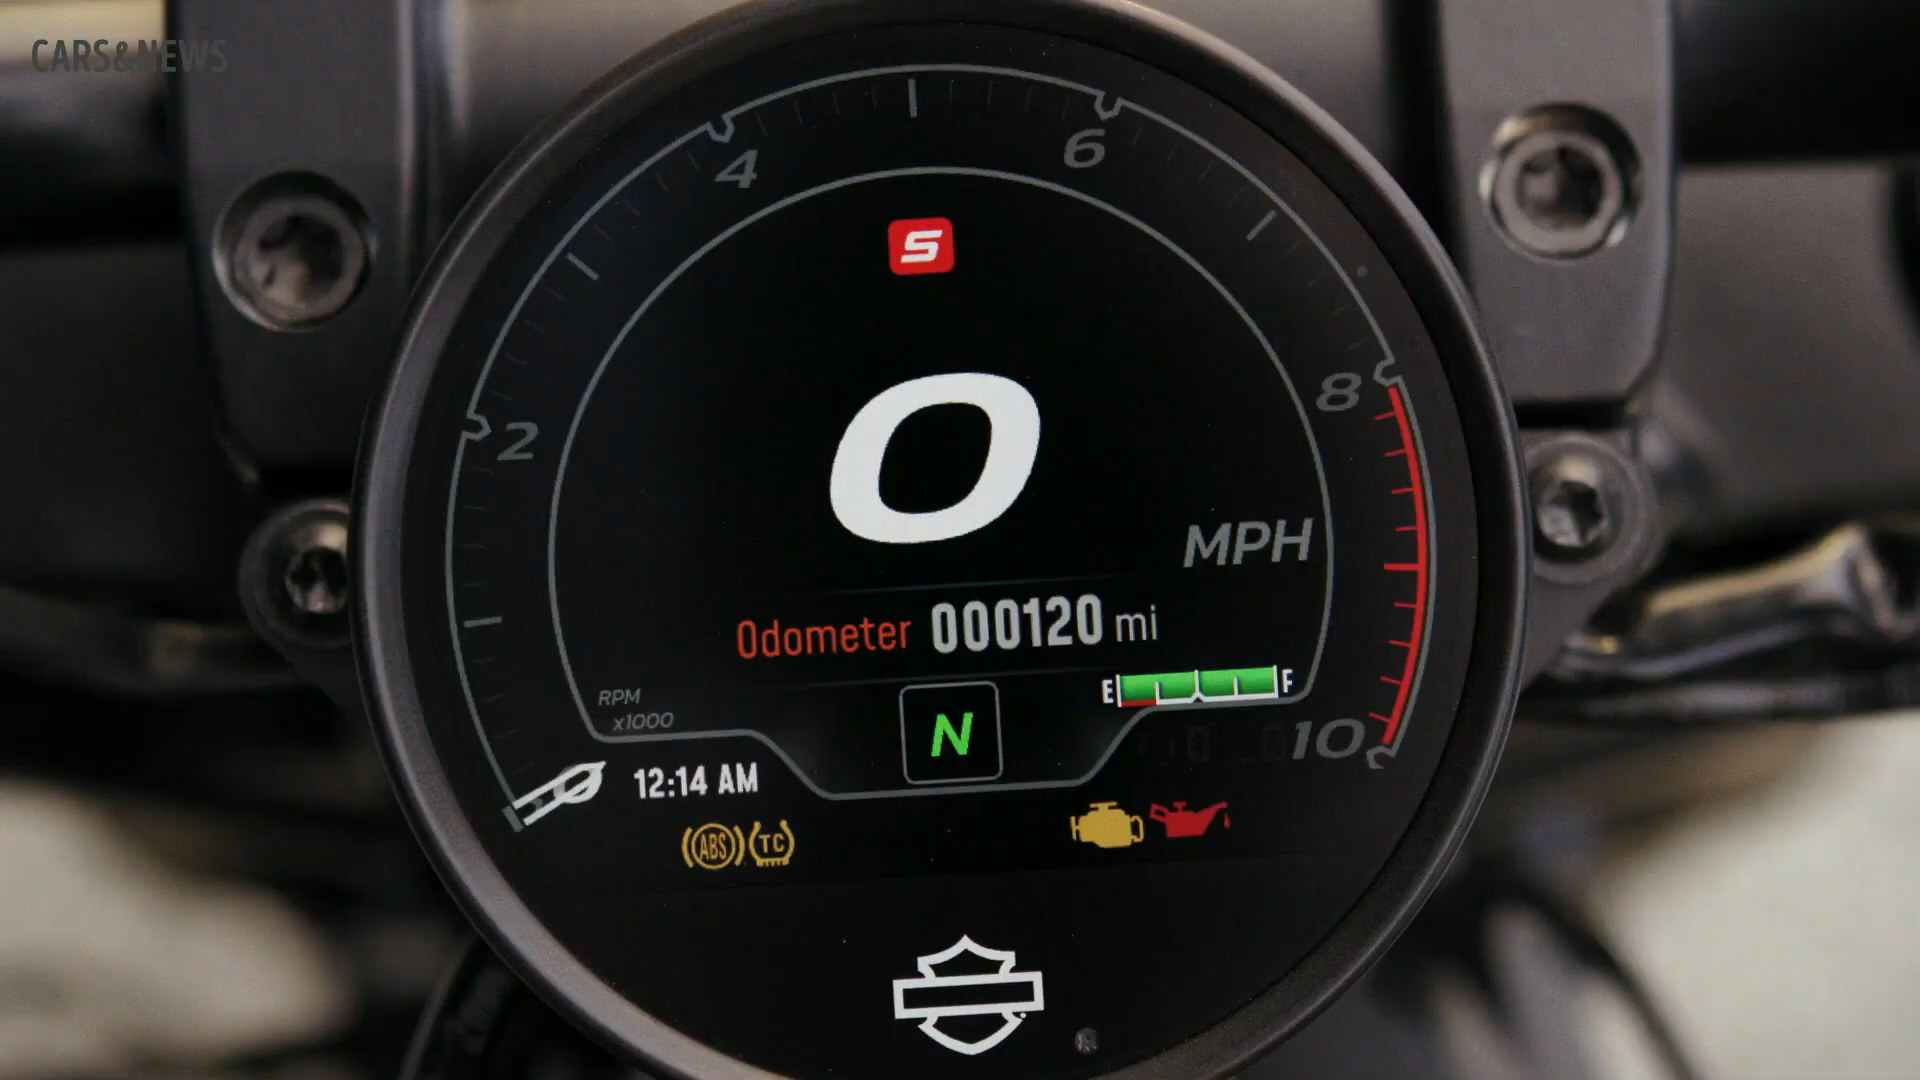 CARS&NEWS
4
6
S
2
8
0
MPH
Odometer 000120 mi
E F
RPM
x1000
N
10
12:14 AM
ABS TC